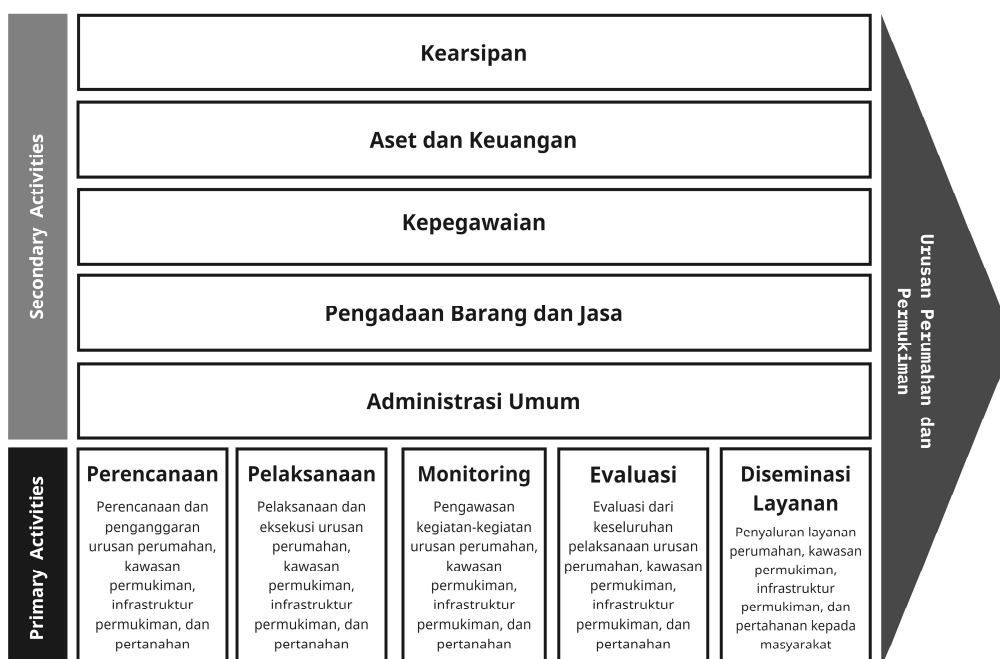 Secondary Activities
Kearsipan
Aset dan Keuangan
Kepegawaian
Pengadaan Barang dan Jasa
Administrasi Umum
Primary Activities
Perencanaan
Perencanaan dan
penganggaran
urusan perumahan,
kawasan
permukiman,
infrastruktur
permukiman, dan
pertanahan
Pelaksanaan
Pelaksanaan dan
eksekusi urusan
perumahan,
kawasan
permukiman,
infrastruktur
permukiman, dan
pertanahan
Monitoring
Pengawasan
kegiatan-kegiatan
urusan perumahan,
kawasan
permukiman,
infrastruktur
permukiman, dan
pertanahan
Evaluasi
Evaluasi dari
keseluruhan
pelaksanaan urusan
perumahan, kawasan
permukiman,
infrastruktur
permukiman, dan
pertanahan
Diseminasi
Layanan
Penyaluran layanan
perumahan, kawasan
permukiman,
infrastruktur
permukiman, dan
pertahanan kepada
masyarakat
Urusan Perumahan dan
Permukiman